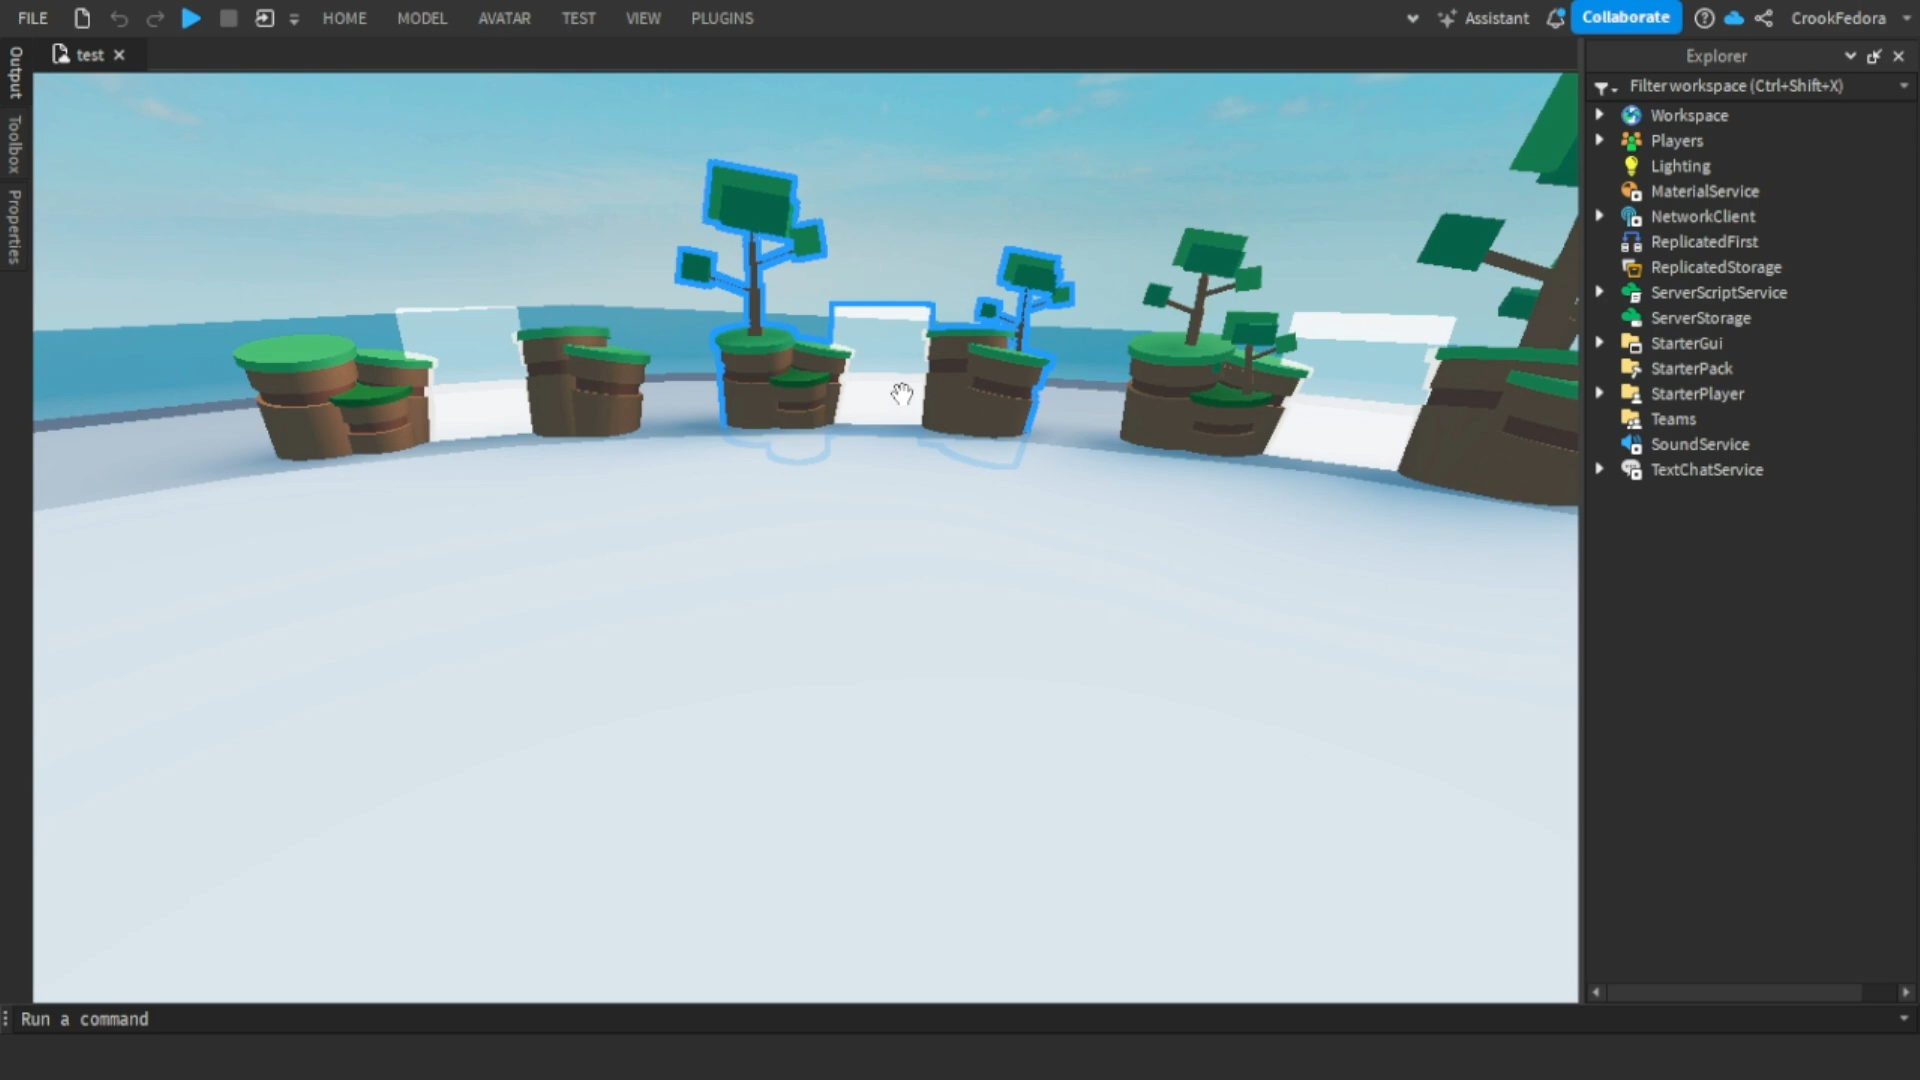 FILE HOME MODEL AVATAR TEST VIEW PLUGINS Assistant Collaborate CrookFedora
test
Output
Toolbox
Properties
Explorer
Filter workspace (Ctrl+Shift+X)
Workspace
Players
Lighting
MaterialService
NetworkClient
ReplicatedFirst
ReplicatedStorage
ServerScriptService
ServerStorage
StarterGui
StarterPack
StarterPlayer
Teams
SoundService
TextChatService
Run a command